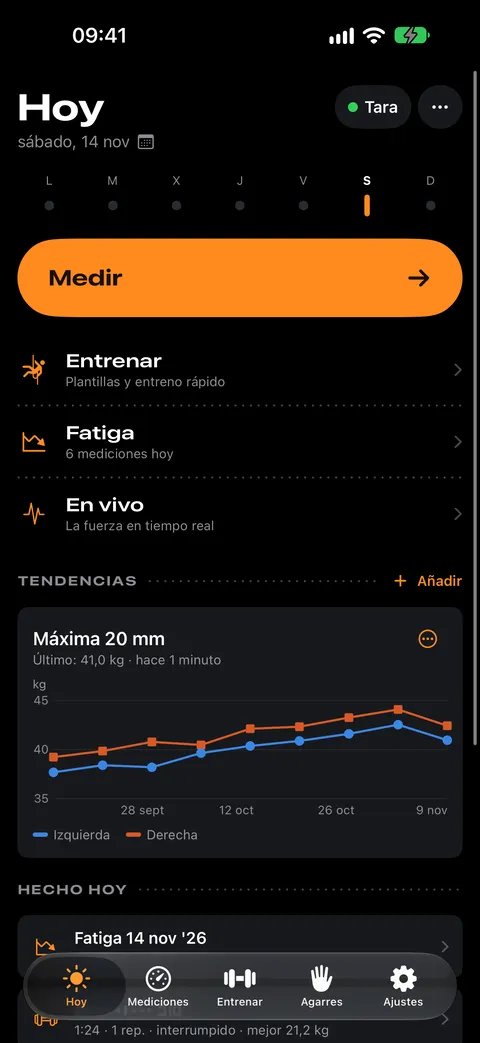 09:41
Hoy
Tara
sábado, 14 nov
L M X J V S D
Medir
Entrenar
Plantillas y entreno rápido
Fatiga
6 mediciones hoy
En vivo
La fuerza en tiempo real
TENDENCIAS
+ Añadir
Máxima 20 mm
Último: 41,0 kg · hace 1 minuto
kg
45
40
35
28 sept 12 oct 26 oct 9 nov
Izquierda Derecha
HECHO HOY
Fatiga 14 nov '26
Hoy Mediciones Entrenar Agarres Ajustes
1:24 · 1 rep. · interrumpido · mejor 21,2 kg